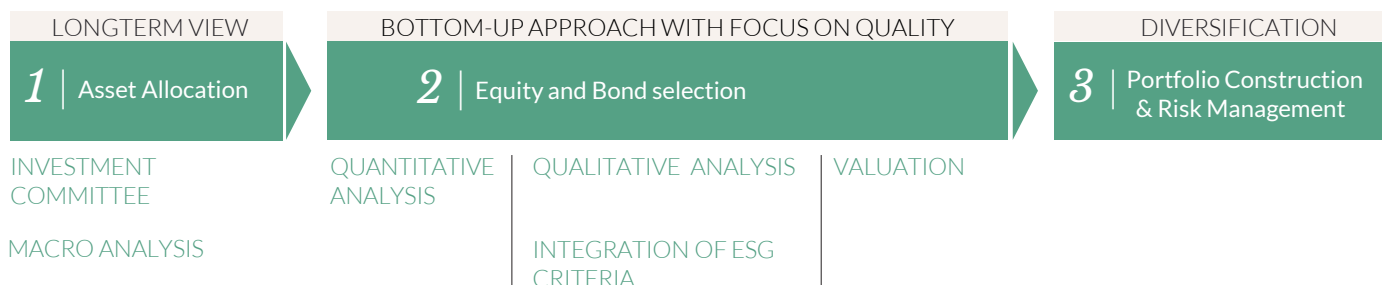 LONGTERM VIEW
BOTTOM-UP APPROACH WITH FOCUS ON QUALITY
DIVERSIFICATION
1 | Asset Allocation
2 | Equity and Bond selection
3 | Portfolio Construction
& Risk Management
INVESTMENT
COMMITTEE
MACRO ANALYSIS
QUANTITATIVE
ANALYSIS
QUALITATIVE ANALYSIS
INTEGRATION OF ESG
CRITERIA
VALUATION